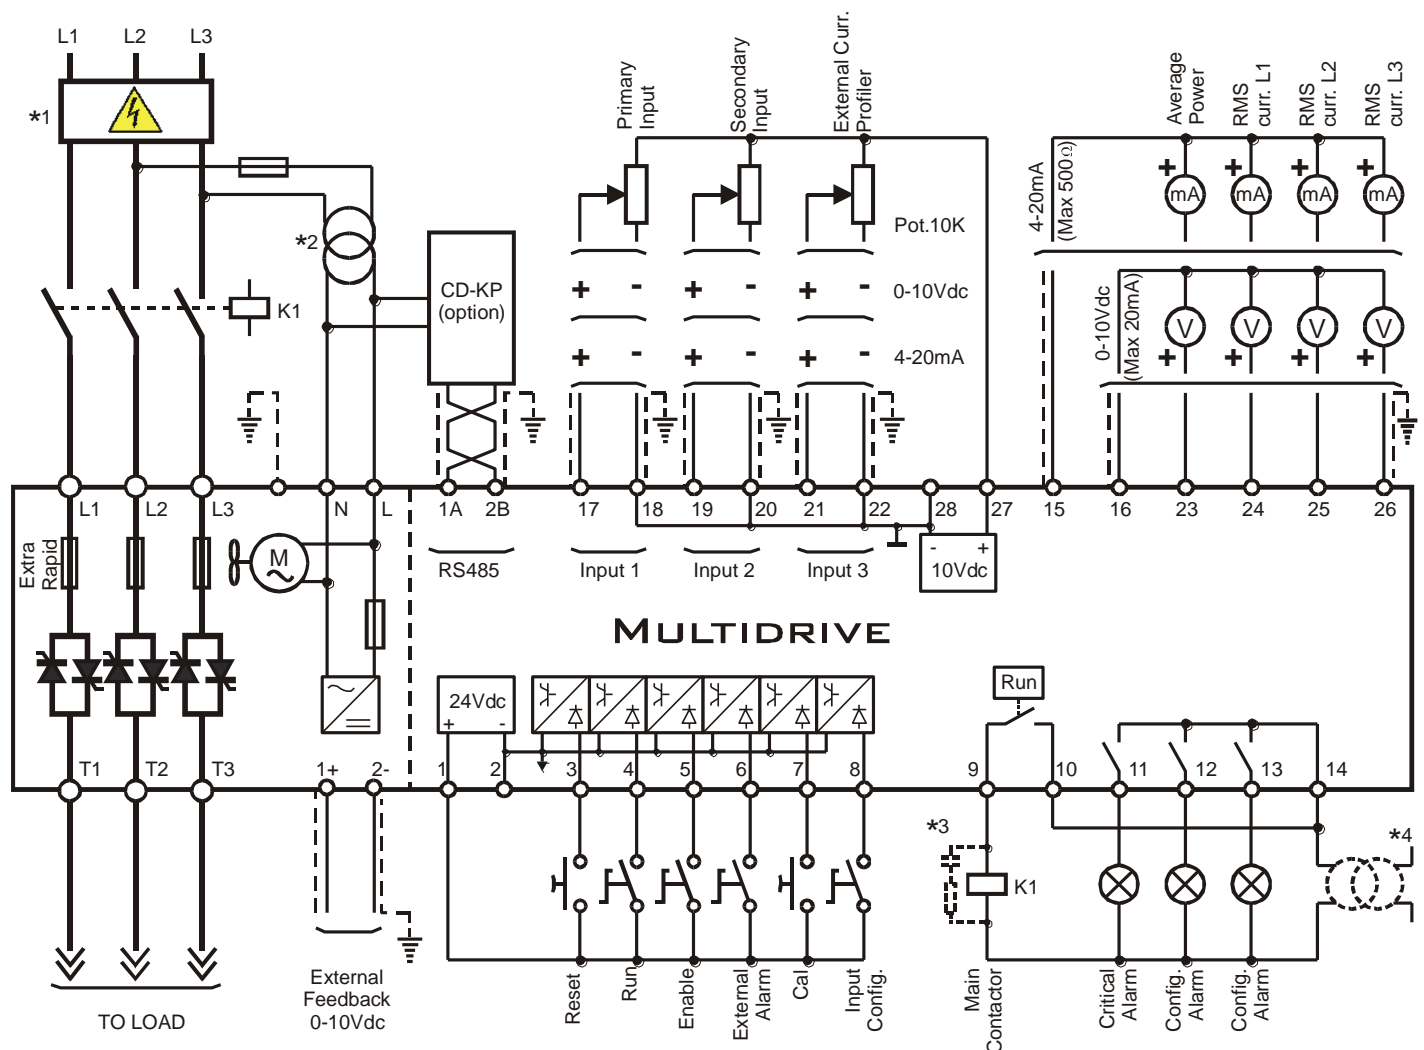 L1 L2 L3
*1
*2
K1
CD-KP
(option)
Primary
Input
Secondary
Input
External Curr.
Profiler
Pot.10K
+ - + - + - 0-10Vdc
+ - + - + - 4-20mA
Average
Power
RMS
curr. L1
RMS
curr. L2
RMS
curr. L3
4-20mA
(Max 500Ω)
+ mA + mA + mA + mA
0-10Vdc
(Max 20mA)
V V V V
+ + + +
L1 L2 L3 N L 1A 2B 17 18 19 20 21 22 28 27 15 16 23 24 25 26
Extra
Rapid
M
RS485
Input 1
Input 2
Input 3
- +
10Vdc
MULTIDRIVE
24Vdc
+ -
Run
T1 T2 T3 1+ 2- 1 2 3 4 5 6 7 8 9 10 11 12 13 14
*3
K1
*4
TO LOAD
External
Feedback
0-10Vdc
Reset
Run
Enable
External
Alarm
Cal
Input
Config.
Main
Contactor
Critical
Alarm
Config.
Alarm
Config.
Alarm